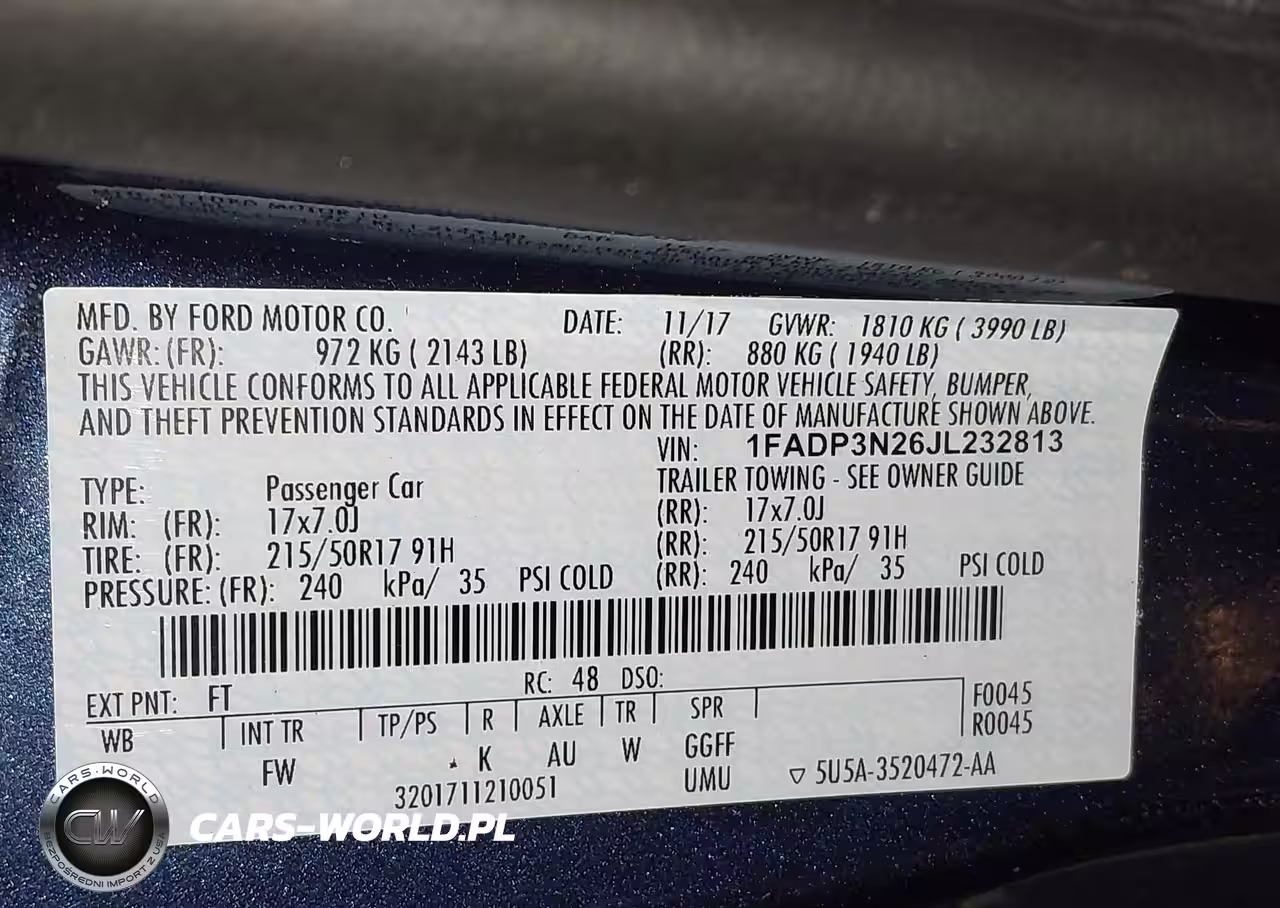 MFD. BY FORD MOTOR CO. DATE: 11/17 GVWR: 1810 KG ( 3990 LB)
GAWR: (FR): 972 KG ( 2143 LB) (RR): 880 KG ( 1940 LB)
THIS VEHICLE CONFORMS TO ALL APPLICABLE FEDERAL MOTOR VEHICLE SAFETY, BUMPER,
AND THEFT PREVENTION STANDARDS IN EFFECT ON THE DATE OF MANUFACTURE SHOWN ABOVE.
VIN: 1FADP3N26JL232813
TYPE: Passenger Car TRAILER TOWING - SEE OWNER GUIDE
RIM: (FR): 17x7.0J (RR): 17x7.0J
TIRE: (FR): 215/50R17 91H (RR): 215/50R17 91H
PRESSURE: (FR): 240 kPa/ 35 PSI COLD (RR): 240 kPa/ 35 PSI COLD
EXT PNT: FT RC: 48 DSO:
WB INT TR TP/PS R AXLE TR SPR F0045
R0045
FW K AU W GGFF
3201711210051 UMU ▽ 5U5A-3520472-AA
CARS-WORLD
CW
BEZPOŚREDNI IMPORT Z USA
CARS-WORLD.PL